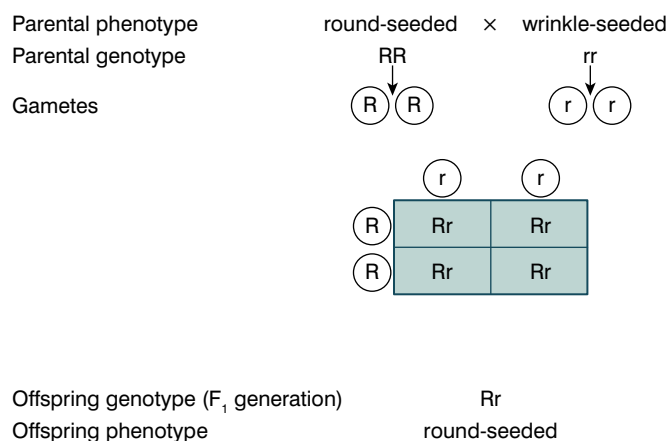 Parental phenotype round-seeded × wrinkle-seeded
Parental genotype RR rr
Gametes R R r r
r r
R Rr Rr
R Rr Rr
Offspring genotype (F₁ generation) Rr
Offspring phenotype round-seeded